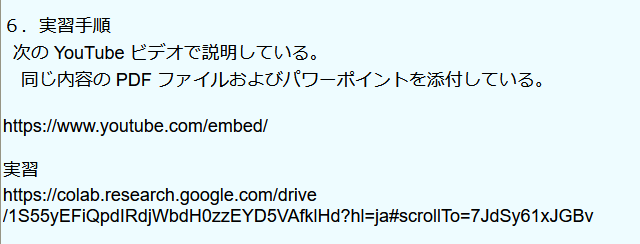 ６．実習手順
次の YouTube ビデオで説明している。
同じ内容の PDF ファイルおよびパワーポイントを添付している。
https://www.youtube.com/embed/
実習
https://colab.research.google.com/drive
/1S55yEFiQpdIRdjWbdH0zzEYD5VAfklHd?hl=ja#scrollTo=7JdSy61xJGBv